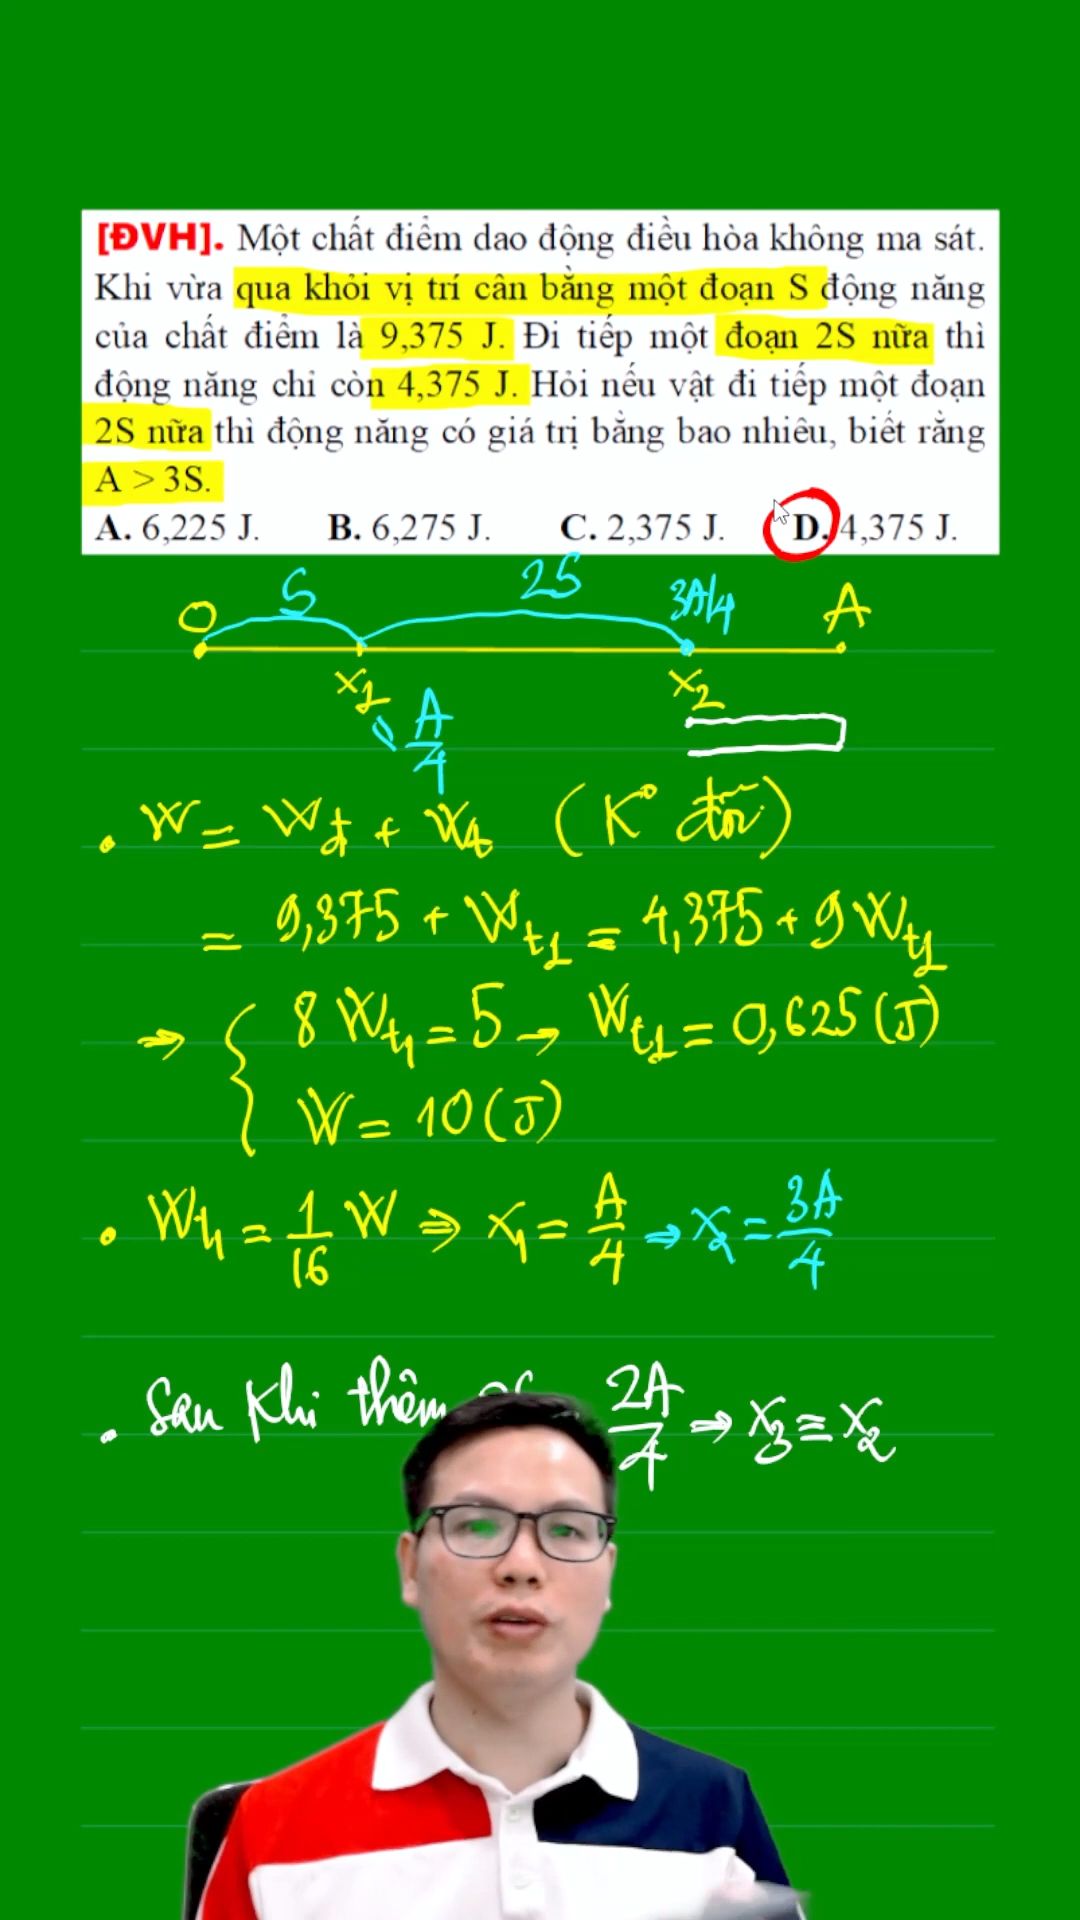 [ĐVH]. Một chất điểm dao động điều hòa không ma sát.
Khi vừa qua khỏi vị trí cân bằng một đoạn S động năng
của chất điểm là 9,375 J. Đi tiếp một đoạn 2S nữa thì
động năng chỉ còn 4,375 J. Hỏi nếu vật đi tiếp một đoạn
2S nữa thì động năng có giá trị bằng bao nhiêu, biết rằng
A > 3S.
A. 6,225 J. B. 6,275 J. C. 2,375 J. D. 4,375 J.
O S 2S 3A/4 A
x₁ x₂
A/4
• W = Wđ + Wt (K° đổi)
= 9,375 + Wt₁ = 4,375 + 9Wt₁
⇒ { 8Wt₁ = 5 → Wt₁ = 0,625 (J)
W = 10 (J)
• Wt₁ = 1/16 W ⇒ x₁ = A/4 ⇒ x₂ = 3A/4
• Sau khi thêm 2A/4 ⇒ x₃ ≡ x₂